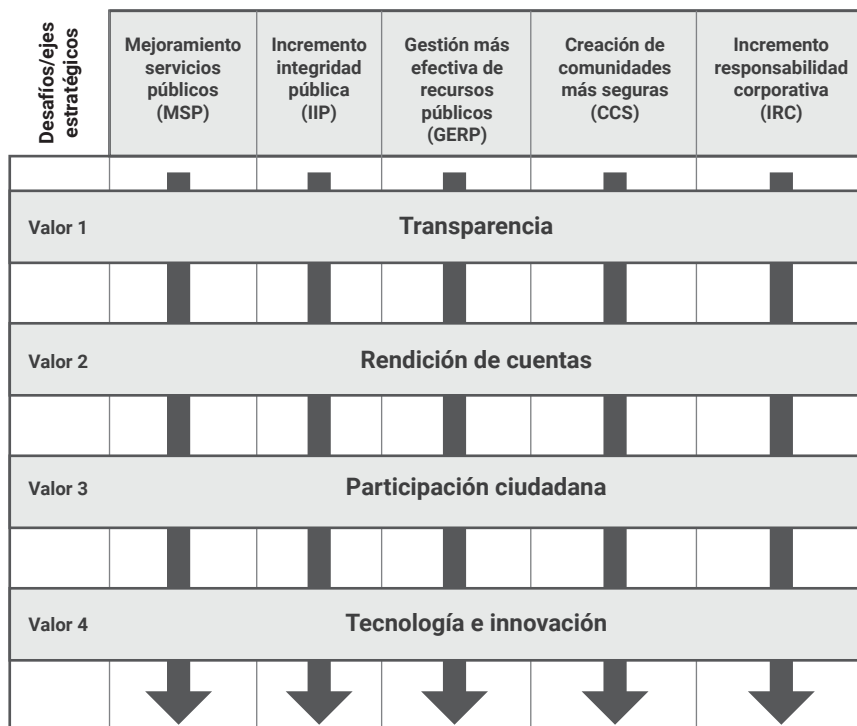 Desafíos/ejes
estratégicos
Mejoramiento
servicios
públicos
(MSP)
Incremento
integridad
pública
(IIP)
Gestión más
efectiva de
recursos
públicos
(GERP)
Creación de
comunidades
más seguras
(CCS)
Incremento
responsabilidad
corporativa
(IRC)
Valor 1
Transparencia
Valor 2
Rendición de cuentas
Valor 3
Participación ciudadana
Valor 4
Tecnología e innovación